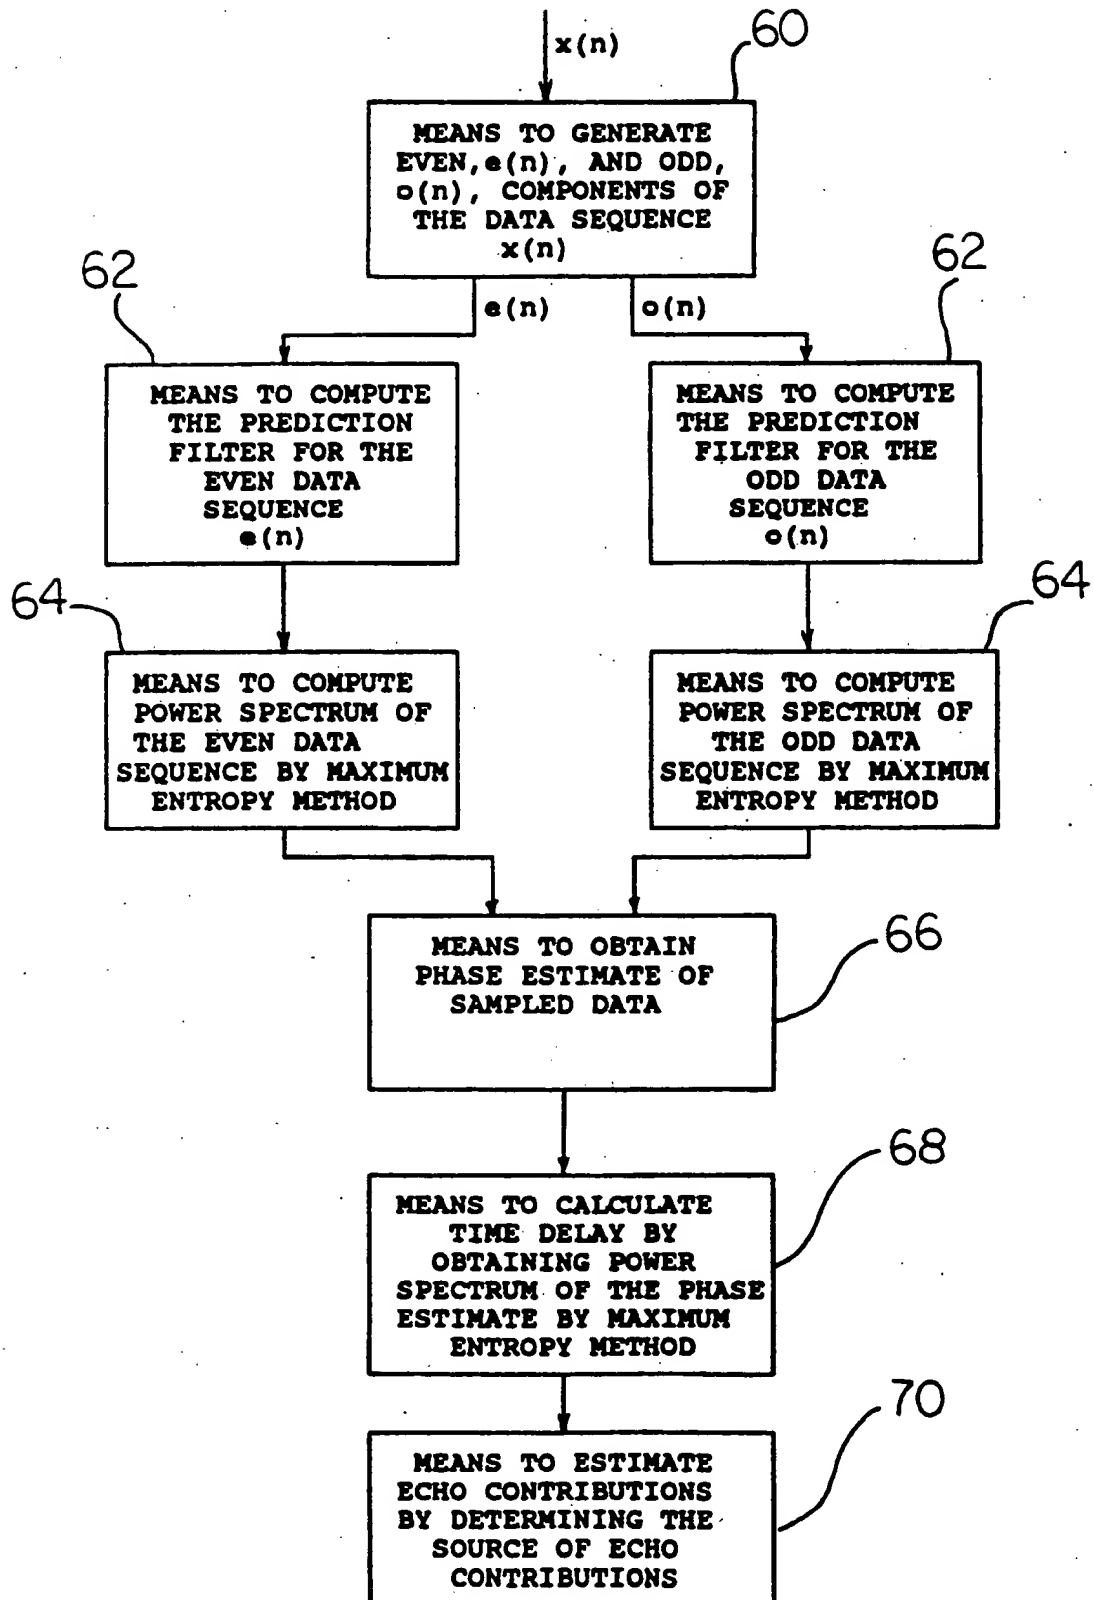 x(n)
60
MEANS TO GENERATE
EVEN,e(n), AND ODD,
o(n), COMPONENTS OF
THE DATA SEQUENCE
x(n)
62
e(n)
o(n)
62
MEANS TO COMPUTE
THE PREDICTION
FILTER FOR THE
EVEN DATA
SEQUENCE
e(n)
MEANS TO COMPUTE
THE PREDICTION
FILTER FOR THE
ODD DATA
SEQUENCE
o(n)
64
64
MEANS TO COMPUTE
POWER SPECTRUM OF
THE EVEN DATA
SEQUENCE BY MAXIMUM
ENTROPY METHOD
MEANS TO COMPUTE
POWER SPECTRUM OF
THE ODD DATA
SEQUENCE BY MAXIMUM
ENTROPY METHOD
MEANS TO OBTAIN
PHASE ESTIMATE OF
SAMPLED DATA
66
68
MEANS TO CALCULATE
TIME DELAY BY
OBTAINING POWER
SPECTRUM OF THE PHASE
ESTIMATE BY MAXIMUM
ENTROPY METHOD
70
MEANS TO ESTIMATE
ECHO CONTRIBUTIONS
BY DETERMINING THE
SOURCE OF ECHO
CONTRIBUTIONS